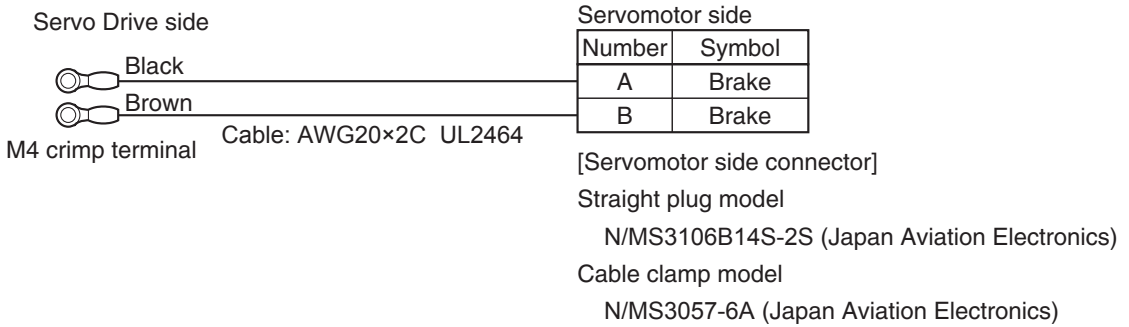 Servo Drive side
Black
Brown
M4 crimp terminal
Cable: AWG20×2C UL2464
Servomotor side
Number Symbol
A Brake
B Brake
[Servomotor side connector]
Straight plug model
N/MS3106B14S-2S (Japan Aviation Electronics)
Cable clamp model
N/MS3057-6A (Japan Aviation Electronics)